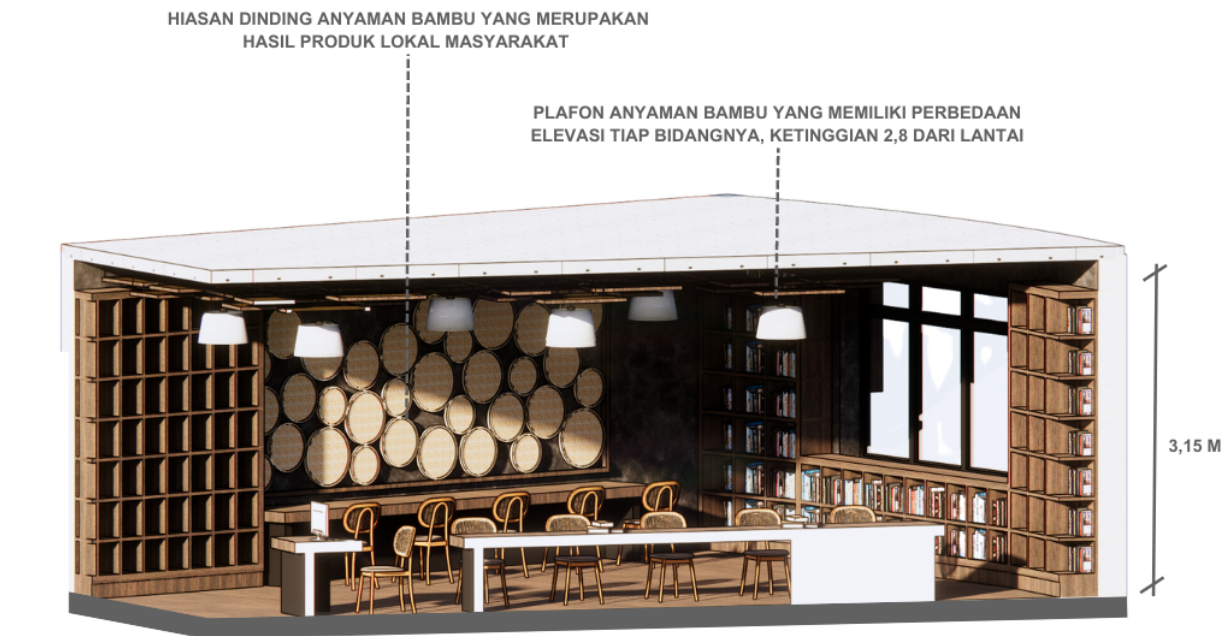 HIASAN DINDING ANYAMAN BAMBU YANG MERUPAKAN
HASIL PRODUK LOKAL MASYARAKAT
PLAFON ANYAMAN BAMBU YANG MEMILIKI PERBEDAAN
ELEVASI TIAP BIDANGNYA, KETINGGIAN 2,8 DARI LANTAI
3,15 M